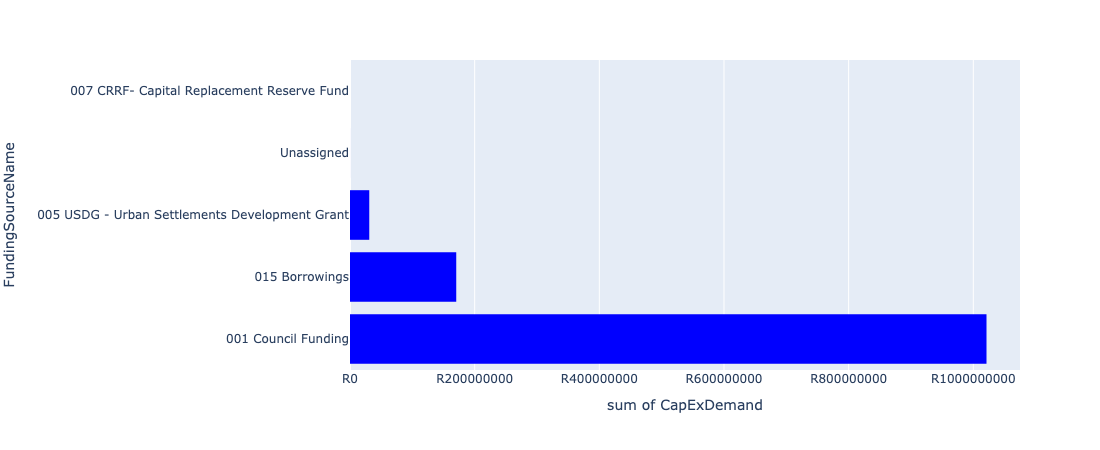 007 CRRF- Capital Replacement Reserve Fund
Unassigned
005 USDG - Urban Settlements Development Grant
015 Borrowings
001 Council Funding
FundingSourceName
R0
R200000000
R400000000
R600000000
R800000000
R1000000000
sum of CapExDemand